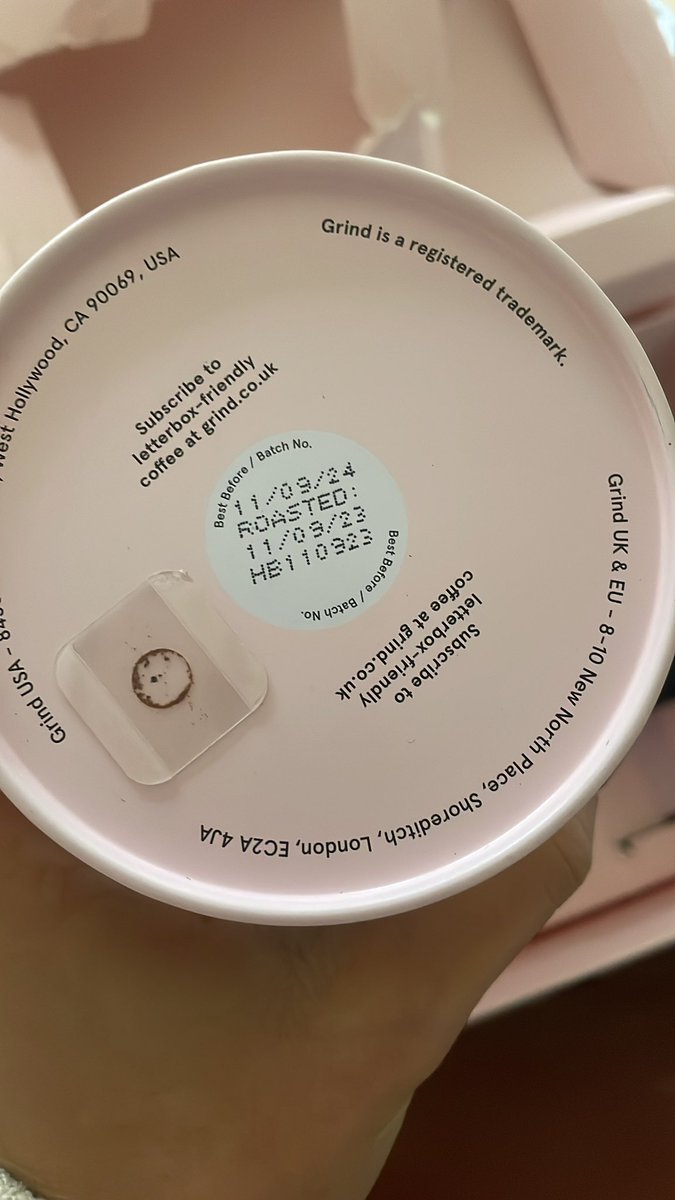 Grind is a registered trademark.
Grind UK & EU - 8-10 New North Place, Shoreditch, London, EC2A 4JA
Grind USA -
West Hollywood, CA 90069, USA
Subscribe to
letterbox-friendly
coffee at grind.co.uk
Best Before / Batch No.
11/09/24
ROASTED:
11/09/23
HB110923
Best Before / Batch No.
Subscribe to
letterbox-friendly
coffee at grind.co.uk